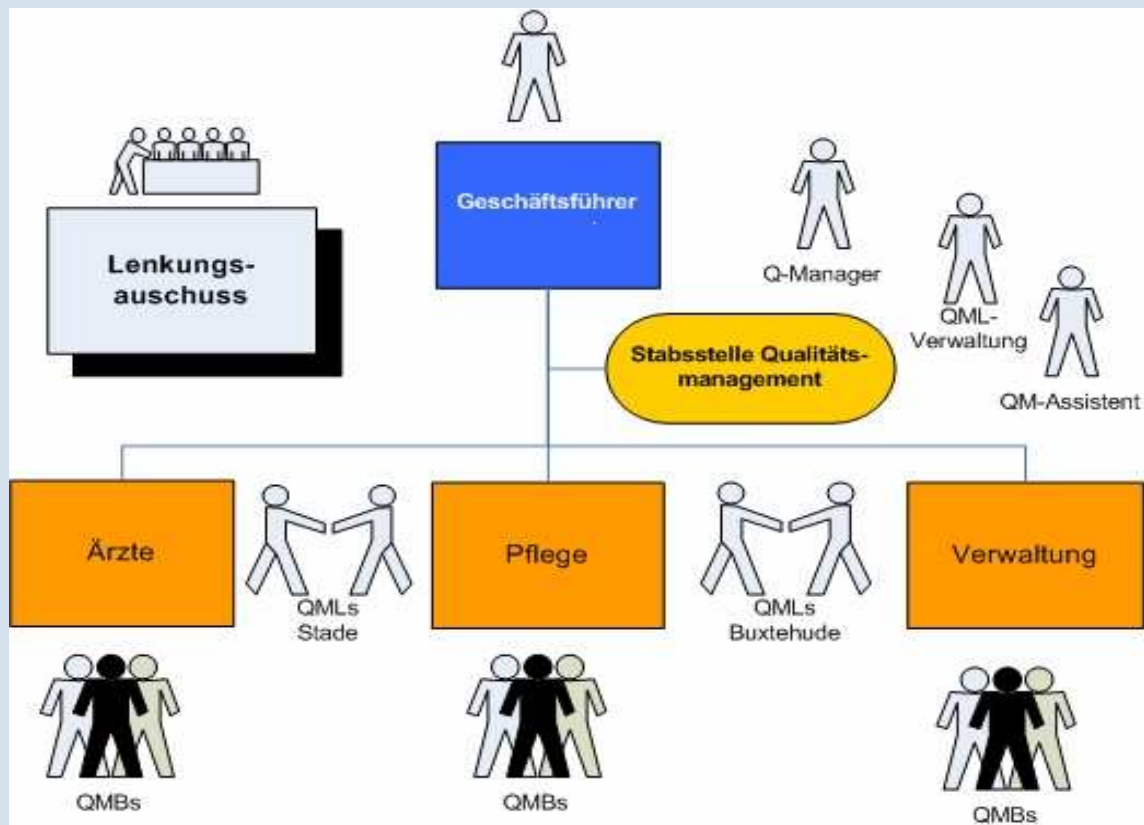 Geschäftsführer
Lenkungs-
auschuss
Q-Manager
QML-
Verwaltung
QM-Assistent
Stabsstelle Qualitäts-
management
Ärzte
QMLs
Stade
Pflege
QMLs
Buxtehude
Verwaltung
QMBs
QMBs
QMBs